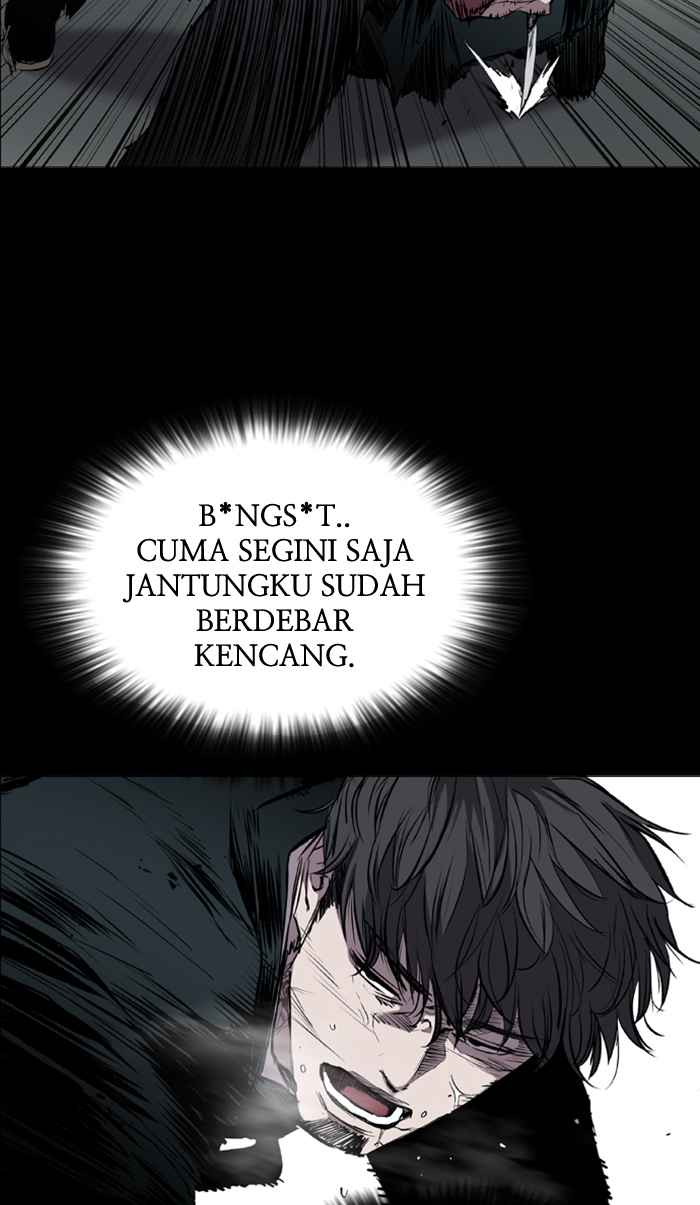 B*NGS*T..
CUMA SEGINI SAJA
JANTUNGKU SUDAH
BERDEBAR
KENCANG.